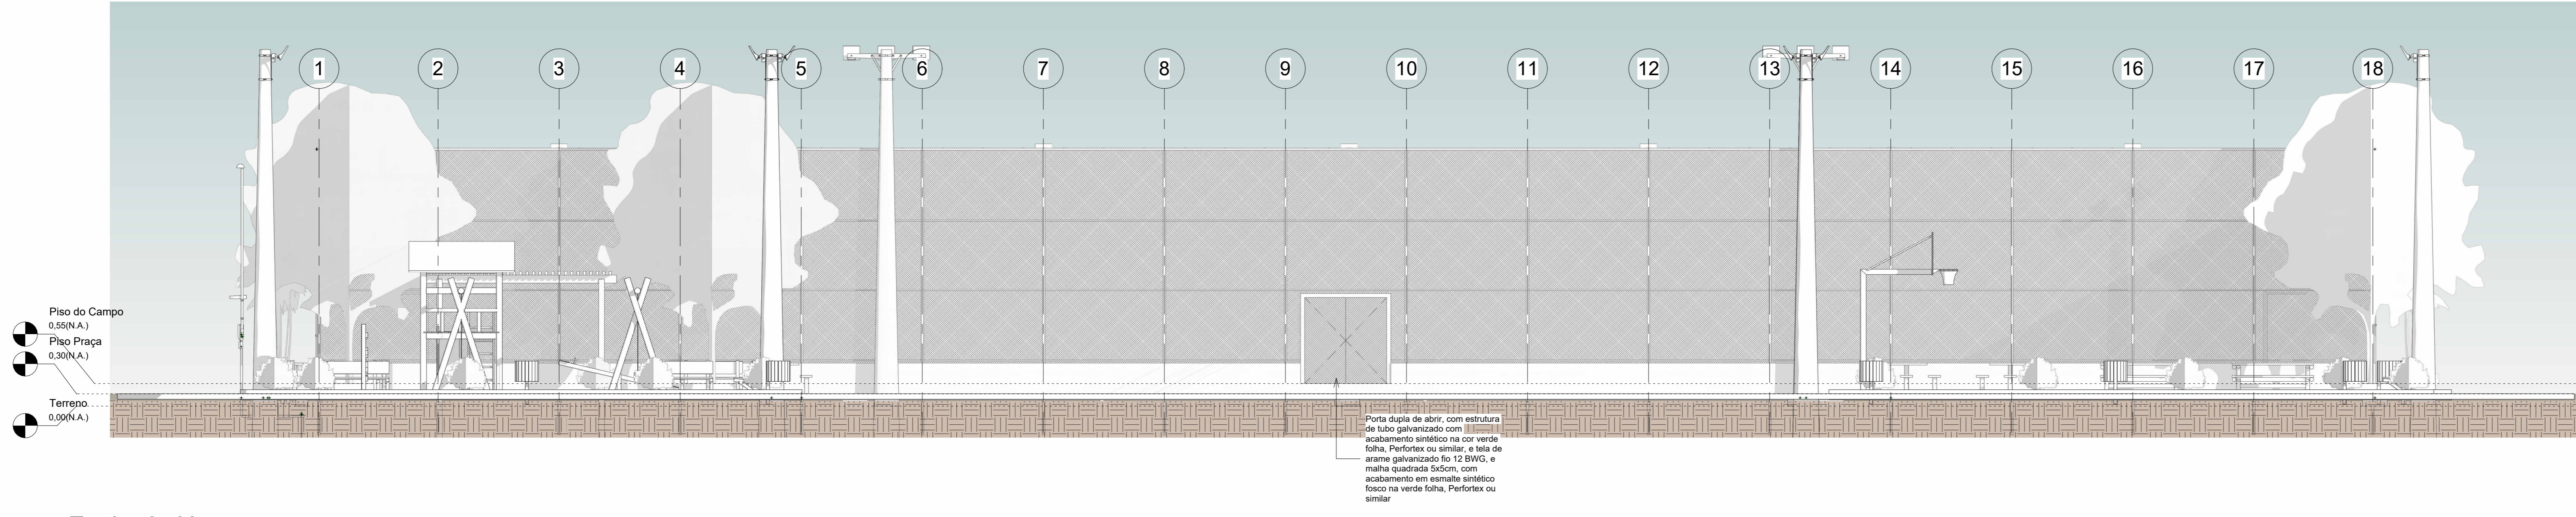 1
2
3
4
5
6
7
8
9
10
11
12
13
14
15
16
17
18
Piso do Campo
0,55(N.A.)
Piso Praça
0,30(N.A.)
Terreno
0,00(N.A.)
Porta dupla de abrir, com estrutura
de tubo galvanizado com
acabamento sintético na cor verde
folha, Perfortex ou similar, e tela de
arame galvanizado fio 12 BWG, e
malha quadrada 5x5cm, com
acabamento em esmalte sintético
fosco na verde folha, Perfortex ou
similar